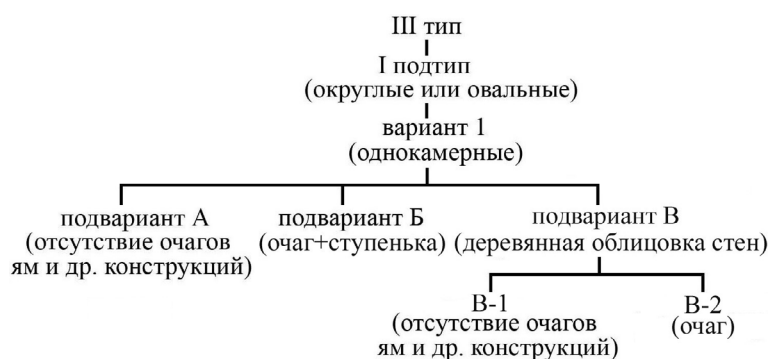 III тип
I подтип
(округлые или овальные)
вариант 1
(однокамерные)
подвариант А
(отсутствие очагов
ям и др. конструкций)
подвариант Б
(очаг+ступенька)
подвариант В
(деревянная облицовка стен)
В-1
(отсутствие очагов
ям и др. конструкций)
В-2
(очаг)